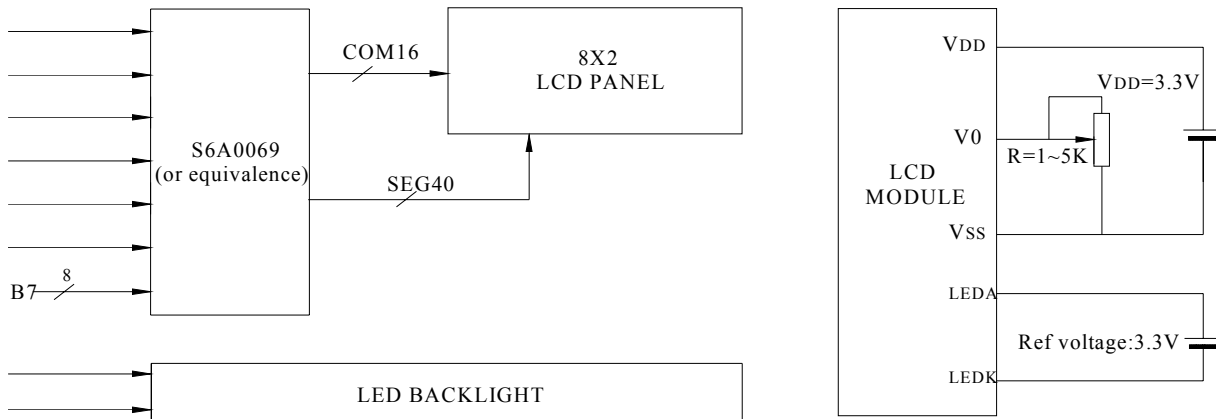 COM16
8X2
LCD PANEL
S6A0069
(or equivalence)
SEG40
8
B7
LED BACKLIGHT
VDD
VDD=3.3V
V0
R=1~5K
LCD
MODULE
VSS
LEDA
Ref voltage:3.3V
LEDK